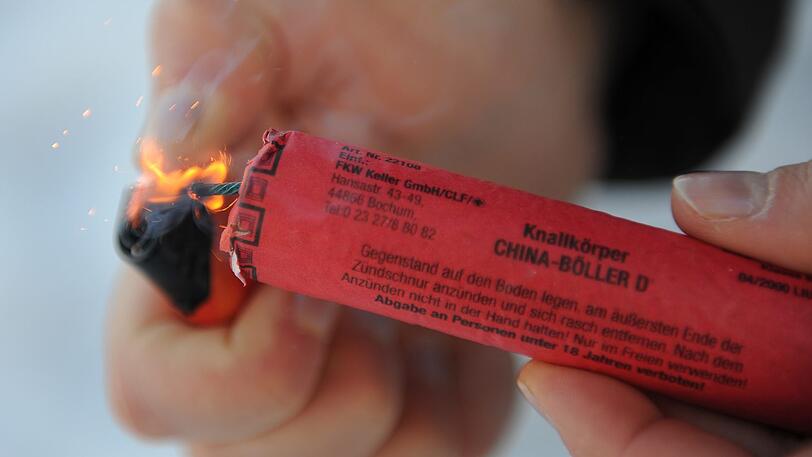 Art. Nr. 22108
Eint.:
FKW Keller GmbH/CLF/
Hansastr 43-49,
44866 Bochum,
Tel:0 23 27/8 80 82
Knallkörper
CHINA-BÖLLER D
Gegenstand auf den Boden legen, am äußersten Ende der
Zündschnur anzünden und sich rasch entfernen. Nach dem
Anzünden nicht in der Hand halten! Nur im Freien verwenden!
Abgabe an Personen unter 18 Jahren verboten!